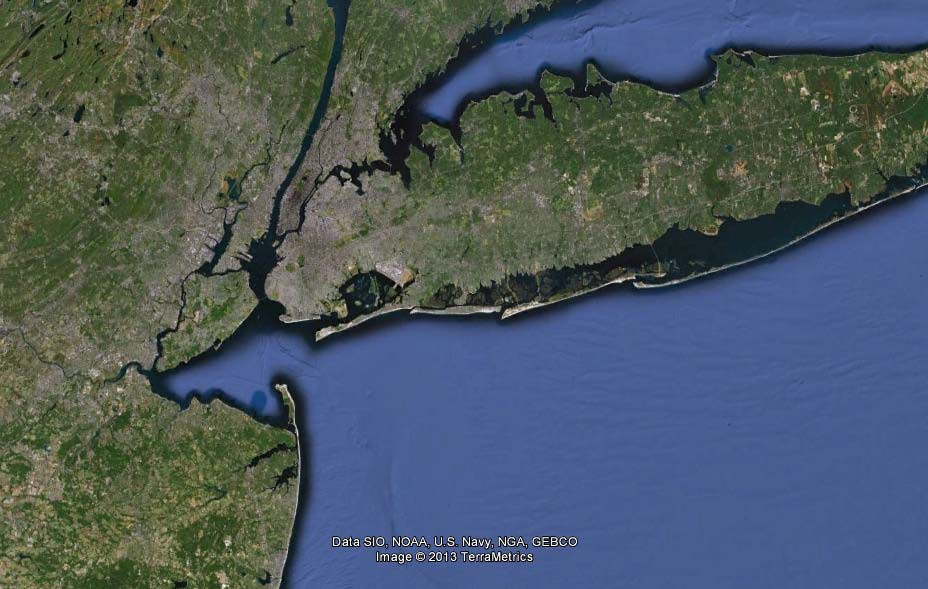 Data SIO, NOAA, U.S. Navy, NGA, GEBCO
Image © 2013 TerraMetrics